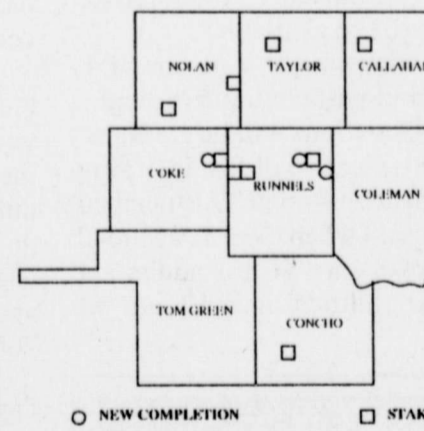 NOLAN
TAYLOR
CALLAHA
COKE
RUNNELS
COLEMAN
TOM GREEN
CONCHO
NEW COMPLETION
STAK